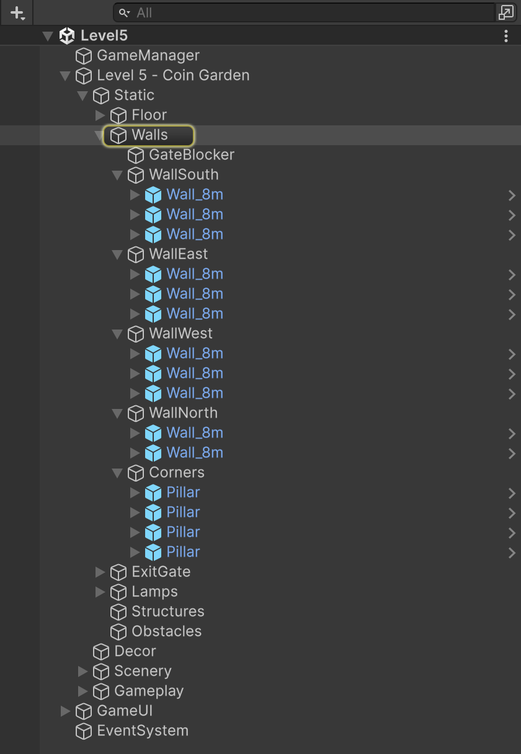 All
Level5
GameManager
Level 5 - Coin Garden
Static
Floor
Walls
GateBlocker
WallSouth
Wall_8m
Wall_8m
Wall_8m
WallEast
Wall_8m
Wall_8m
Wall_8m
WallWest
Wall_8m
Wall_8m
Wall_8m
WallNorth
Wall_8m
Wall_8m
Corners
Pillar
Pillar
Pillar
Pillar
ExitGate
Lamps
Structures
Obstacles
Decor
Scenery
Gameplay
GameUI
EventSystem